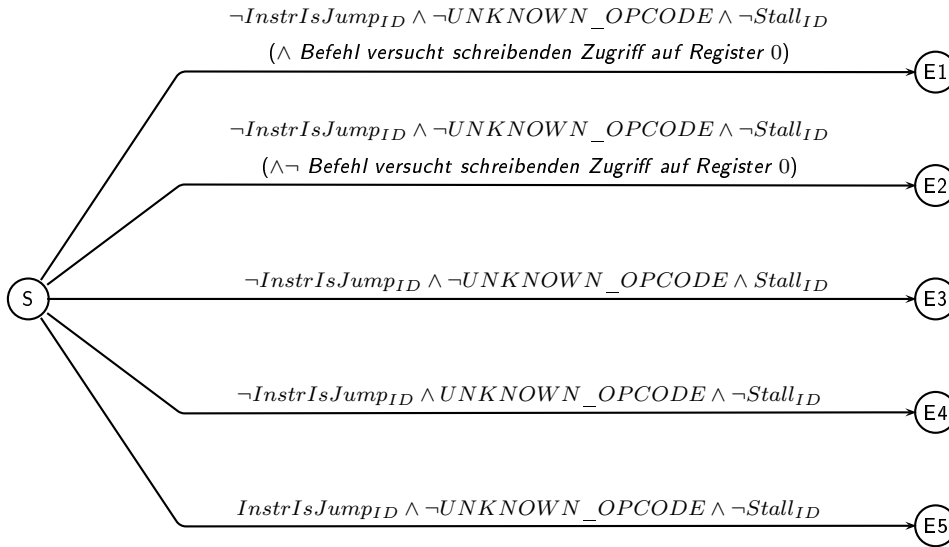 ¬InstrIsJump_ID ∧ ¬UNKNOWN_OPCODE ∧ ¬Stall_ID
(∧ Befehl versucht schreibenden Zugriff auf Register 0)
E1
¬InstrIsJump_ID ∧ ¬UNKNOWN_OPCODE ∧ ¬Stall_ID
(∧¬ Befehl versucht schreibenden Zugriff auf Register 0)
E2
¬InstrIsJump_ID ∧ ¬UNKNOWN_OPCODE ∧ Stall_ID
S
E3
¬InstrIsJump_ID ∧ UNKNOWN_OPCODE ∧ ¬Stall_ID
E4
InstrIsJump_ID ∧ ¬UNKNOWN_OPCODE ∧ ¬Stall_ID
E5